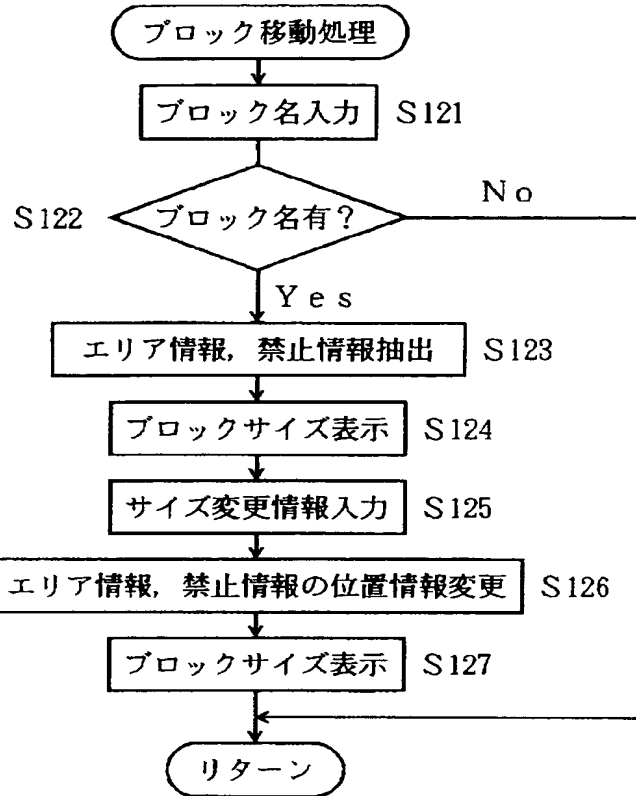 ブロック移動処理
ブロック名入力 S121
S122 ブロック名有? No
Yes
エリア情報,禁止情報抽出 S123
ブロックサイズ表示 S124
サイズ変更情報入力 S125
エリア情報,禁止情報の位置情報変更 S126
ブロックサイズ表示 S127
リターン